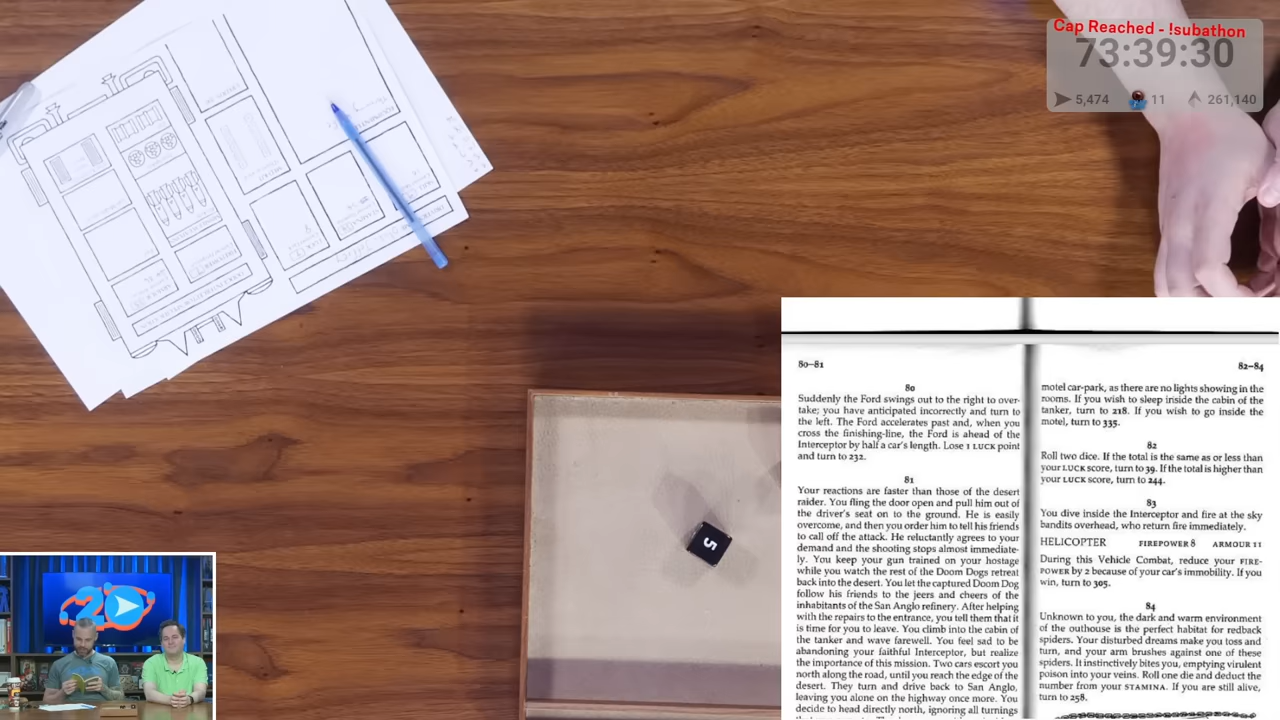 Cap Reached - !subathon
73:39:30
5,474
11
261,140
80–81
80
Suddenly the Ford swings out to the right to over-
take; you have anticipated incorrectly and turn to
the left. The Ford accelerates past and, when you
cross the finishing-line, the Ford is ahead of the
Interceptor by half a car's length. Lose 1 LUCK point
and turn to 232.
81
Your reactions are faster than those of the desert
raider. You fling the door open and pull him out of
the driver's seat on to the ground. He is easily
overcome, and then you order him to tell his friends
to call off the attack. He reluctantly agrees to your
demand and the shooting stops almost immediate-
ly. You keep your gun trained on your hostage
while you watch the rest of the Doom Dogs retreat
back into the desert. You let the captured Doom Dog
follow his friends to the jeers and cheers of the
inhabitants of the San Anglo refinery. After helping
with the repairs to the entrance, you tell them that it
is time for you to leave. You climb into the cabin of
the tanker and wave farewell. You feel sad to be
abandoning your faithful Interceptor, but realize
the importance of this mission. Two cars escort you
north along the road, until you reach the edge of the
desert. They turn and drive back to San Anglo,
leaving you alone on the highway once more. You
decide to head directly north, ignoring all turnings
82–84
motel car-park, as there are no lights showing in the
rooms. If you wish to sleep inside the cabin of the
tanker, turn to 218. If you wish to go inside the
motel, turn to 335.
82
Roll two dice. If the total is the same as or less than
your LUCK score, turn to 39. If the total is higher than
your LUCK score, turn to 244.
83
You dive inside the Interceptor and fire at the sky
bandits overhead, who return fire immediately.
HELICOPTER FIREPOWER 8 ARMOUR 11
During this Vehicle Combat, reduce your FIRE-
POWER by 2 because of your car's immobility. If you
win, turn to 305.
84
Unknown to you, the dark and warm environment
of the outhouse is the perfect habitat for redback
spiders. Your disturbed dreams make you toss and
turn, and your arm brushes against one of these
spiders. It instinctively bites you, emptying virulent
poison into your veins. Roll one die and deduct the
number from your STAMINA. If you are still alive,
turn to 258.
5
20